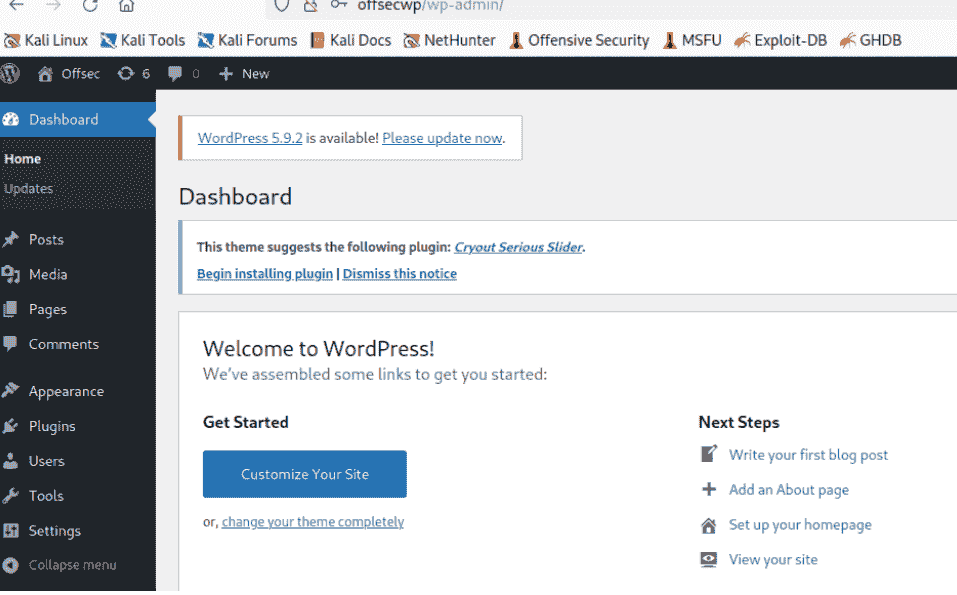 offsecwp/wp-admin/
Kali Linux Kali Tools Kali Forums Kali Docs NetHunter Offensive Security MSFU Exploit-DB GHDB
Offsec 6 0 New
Dashboard
Home
Updates
Posts
Media
Pages
Comments
Appearance
Plugins
Users
Tools
Settings
Collapse menu
WordPress 5.9.2 is available! Please update now.
Dashboard
This theme suggests the following plugin: Cryout Serious Slider.
Begin installing plugin | Dismiss this notice
Welcome to WordPress!
We've assembled some links to get you started:
Get Started
Customize Your Site
or, change your theme completely
Next Steps
Write your first blog post
Add an About page
Set up your homepage
View your site